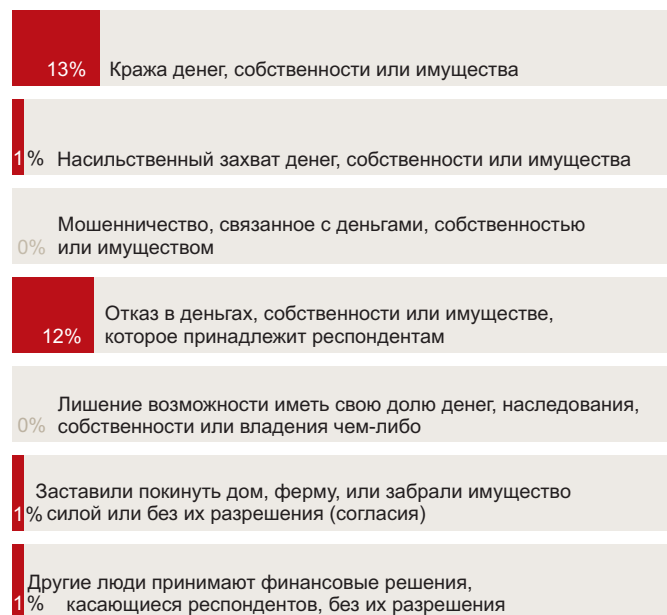 13% Кража денег, собственности или имущества
1% Насильственный захват денег, собственности или имущества
Мошенничество, связанное с деньгами, собственностью
0% или имуществом
Отказ в деньгах, собственности или имуществе,
12% которое принадлежит респондентам
Лишение возможности иметь свою долю денег, наследования,
0% собственности или владения чем-либо
Заставили покинуть дом, ферму, или забрали имущество
1% силой или без их разрешения (согласия)
Другие люди принимают финансовые решения,
1% касающиеся респондентов, без их разрешения